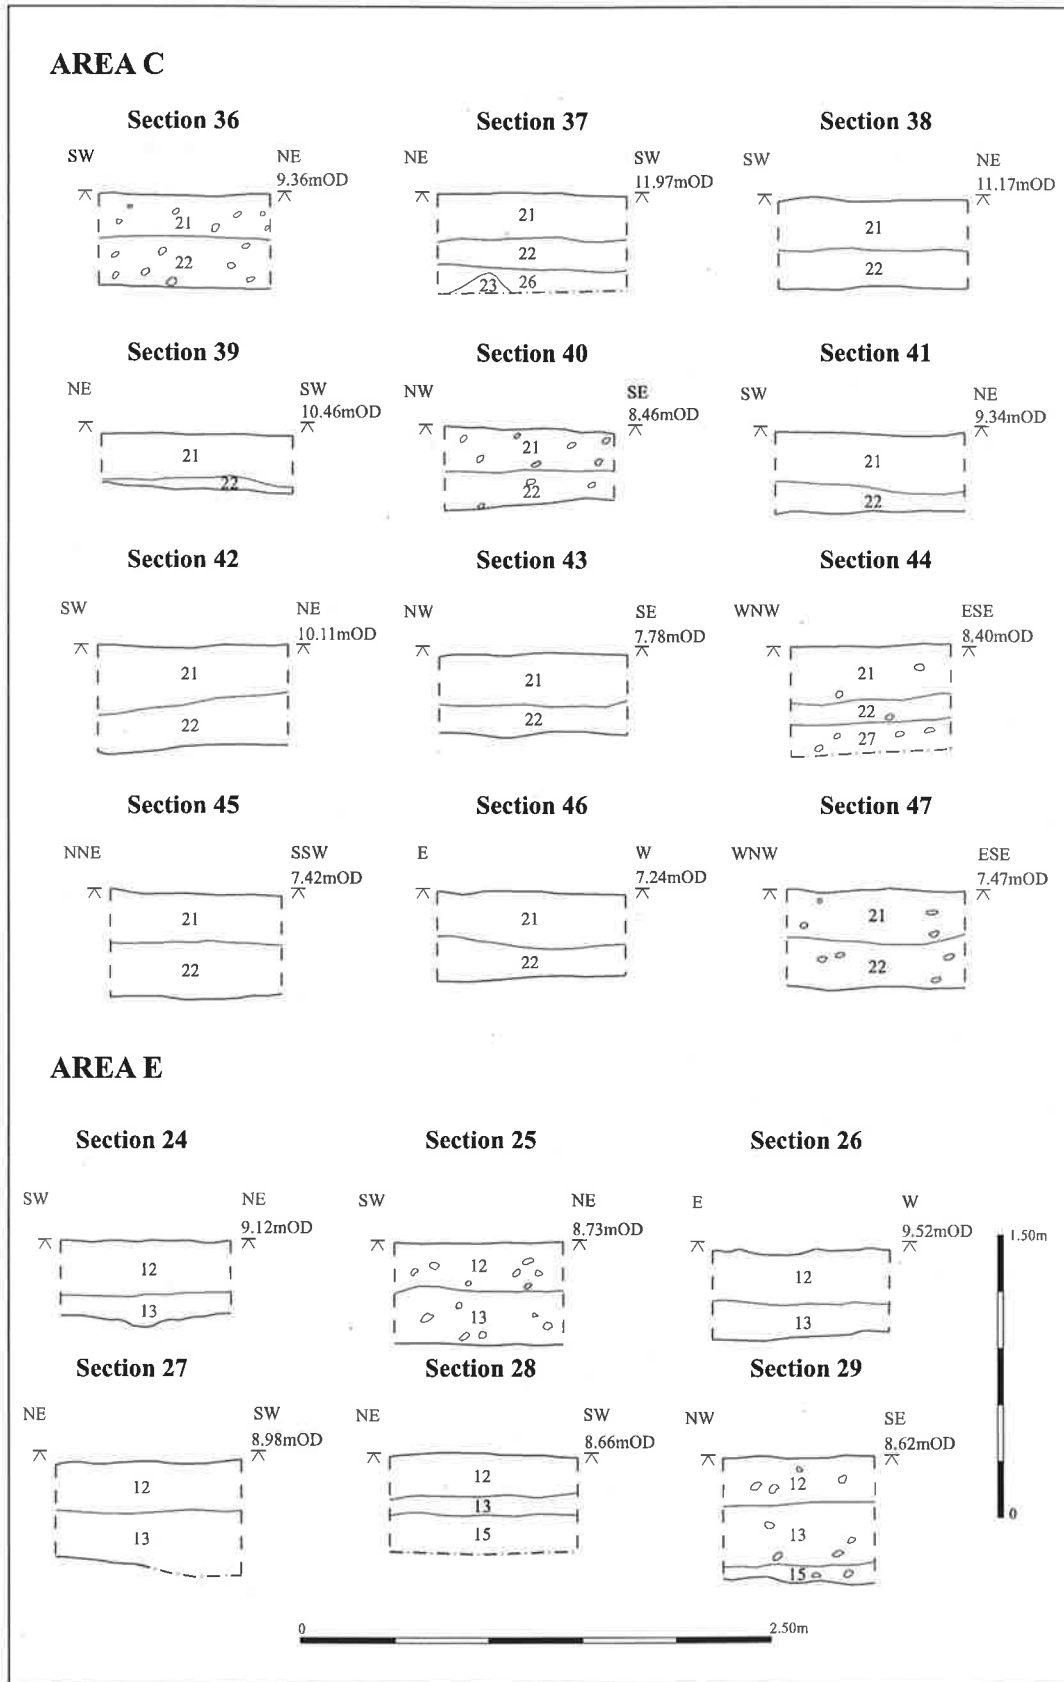 AREA C
Section 36
SW NE
9.36mOD
21
22
Section 37
NE SW
11.97mOD
21
22
23 26
Section 38
SW NE
11.17mOD
21
22
Section 39
NE SW
10.46mOD
21
22
Section 40
NW SE
8.46mOD
21
22
Section 41
SW NE
9.34mOD
21
22
Section 42
SW NE
10.11mOD
21
22
Section 43
NW SE
7.78mOD
21
22
Section 44
WNW ESE
8.40mOD
21
22
27
Section 45
NNE SSW
7.42mOD
21
22
Section 46
E W
7.24mOD
21
22
Section 47
WNW ESE
7.47mOD
21
22
AREA E
Section 24
SW NE
9.12mOD
12
13
Section 25
SW NE
8.73mOD
12
13
Section 26
E W
9.52mOD
12
13
1.50m
0
Section 27
NE SW
8.98mOD
12
13
Section 28
NE SW
8.66mOD
12
13
15
Section 29
NW SE
8.62mOD
12
13
15
0 2.50m